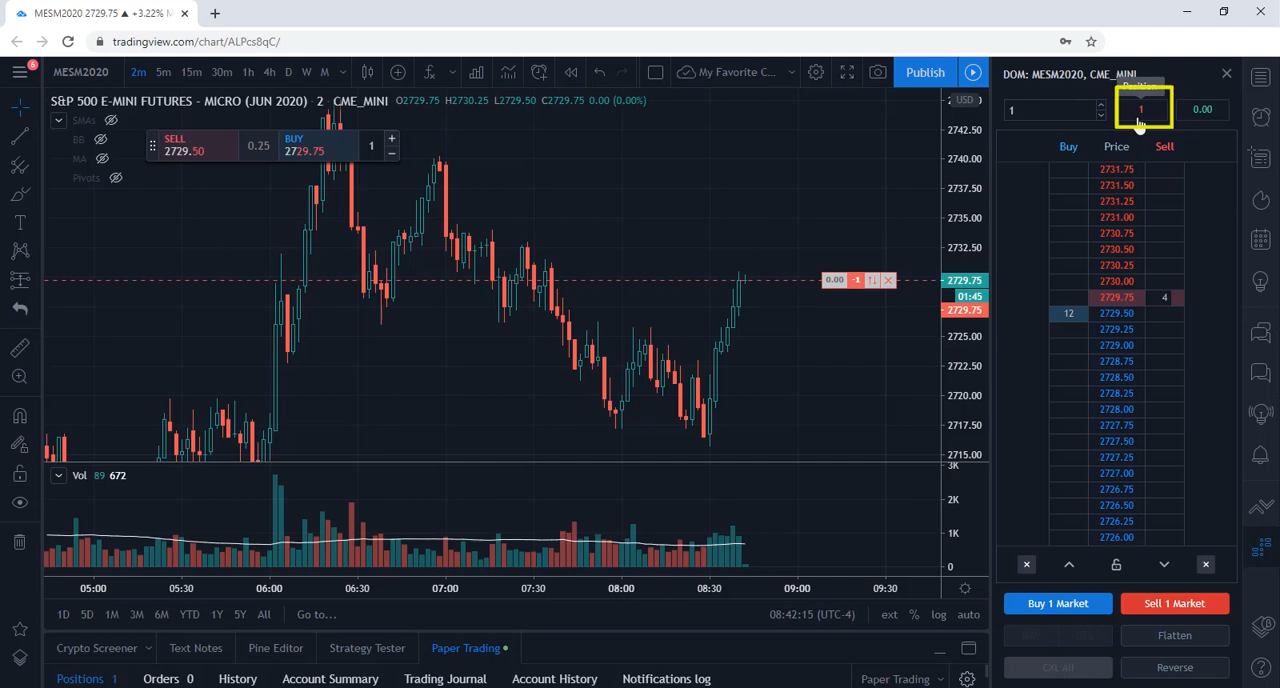 MESM2020 2729.75 ▲ +3.22%
tradingview.com/chart/ALPcs8qC/
6
MESM2020 2m 5m 15m 30m 1h 4h D W M My Favorite C... Publish
DOM: MESM2020, CME_MINI
Position
1 1 0.00
S&P 500 E-MINI FUTURES - MICRO (JUN 2020) · 2 · CME_MINI O2729.75 H2730.25 L2729.50 C2729.75 0.00 (0.00%)
USD
SMAs
BB
MA
Pivots
SELL 2729.50
0.25
BUY 2729.75
1
Buy Price Sell
2731.75
2731.50
2731.25
2731.00
2730.75
2730.50
2730.25
2730.00
2729.75 4
12 2729.50
2729.25
2729.00
2728.75
2728.50
2728.25
2728.00
2727.75
2727.50
2727.25
2727.00
2726.75
2726.50
2726.25
2726.00
2742.50
2740.00
2737.50
2735.00
2732.50
0.00 -1
2729.75
01:45
2729.75
2725.00
2722.50
2720.00
2717.50
2715.00
Vol 89 672
3K
2K
1K
0
05:00 05:30 06:00 06:30 07:00 07:30 08:00 08:30 09:00 09:30
1D 5D 1M 3M 6M YTD 1Y 5Y All Go to... 08:42:15 (UTC-4) ext % log auto
Buy 1 Market Sell 1 Market
Flatten
CXL All Reverse
Crypto Screener Text Notes Pine Editor Strategy Tester Paper Trading
Positions 1 Orders 0 History Account Summary Trading Journal Account History Notifications log Paper Trading